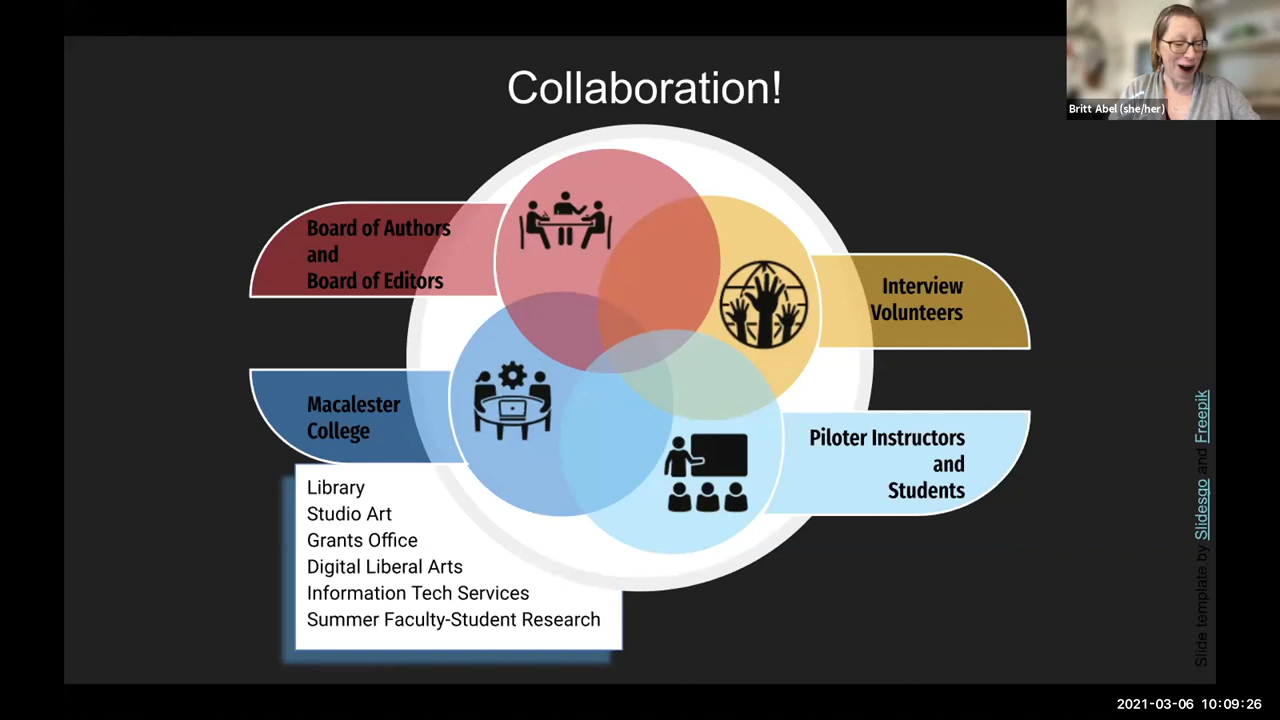 Collaboration!
Britt Abel (she/her)
Board of Authors
and
Board of Editors
Interview
Volunteers
Macalester
College
Piloter Instructors
and
Students
Library
Studio Art
Grants Office
Digital Liberal Arts
Information Tech Services
Summer Faculty-Student Research
Slide template by Slidesgo and Freepik
2021-03-06 10:09:26